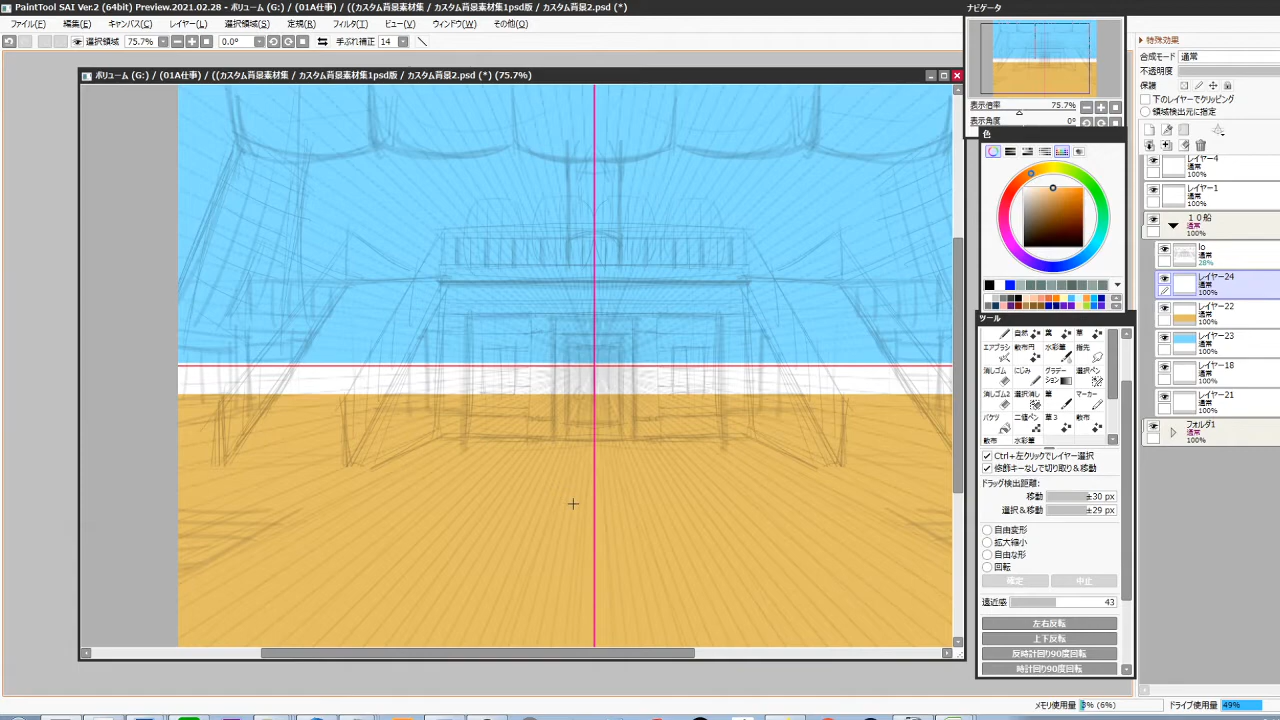 PaintTool SAI Ver.2 (64bit) Preview.2021.02.28 - ボリューム (G:) / (01A仕事) / ((カスタム背景素材集 / カスタム背景素材集1psd版 / カスタム背景2.psd (*)
ファイル(F) 編集(E) キャンバス(C) レイヤー(L) 選択領域(S) 定規(R) フィルタ(T) ビュー(V) ウィンドウ(W) その他(O)
選択領域 75.7% 0.0° 手ぶれ補正 14
ボリューム (G:) / (01A仕事) / ((カスタム背景素材集 / カスタム背景素材集1psd版 / カスタム背景2.psd (*) (75.7%)
ナビゲータ
表示倍率 75.7%
表示角度 0°
色
ツール
自然 葉 草
エアブラシ 散布円 水彩筆 指先
消しゴム にじみ グラデーション 選択ペン
消しゴム2 選択消し 筆 マーカー
バケツ 二値ペン 筆３ 散布
散布 水彩筆
Ctrl+左クリックでレイヤー選択
修飾キーなしで切り取り＆移動
ドラッグ検出距離:
移動 ±30 px
選択＆移動 ±29 px
自由変形
拡大縮小
自由な形
回転
確定 中止
遠近感 43
左右反転
上下反転
反時計回り90度回転
時計回り90度回転
特殊効果
合成モード 通常
不透明度
保護
下のレイヤーでクリッピング
領域検出元に指定
レイヤー4
通常
100%
レイヤー1
通常
100%
１０船
通常
100%
lo
通常
28%
レイヤー24
通常
100%
レイヤー22
通常
100%
レイヤー23
通常
100%
レイヤー18
通常
100%
レイヤー21
通常
100%
フォルダ1
通常
100%
メモリ使用量 3% (6%) ドライブ使用量 49%